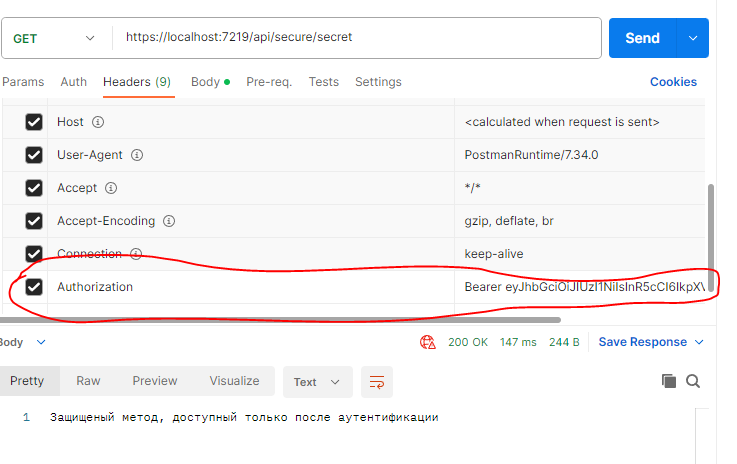 GET https://localhost:7219/api/secure/secret Send
Params Auth Headers (9) Body Pre-req. Tests Settings Cookies
Host <calculated when request is sent>
User-Agent PostmanRuntime/7.34.0
Accept */*
Accept-Encoding gzip, deflate, br
Connection keep-alive
Authorization Bearer eyJhbGciOiJIUzI1NiIsInR5cCI6IkpXV
Body 200 OK 147 ms 244 B Save Response
Pretty Raw Preview Visualize Text
1 Защищеный метод, доступный только после аутентификации